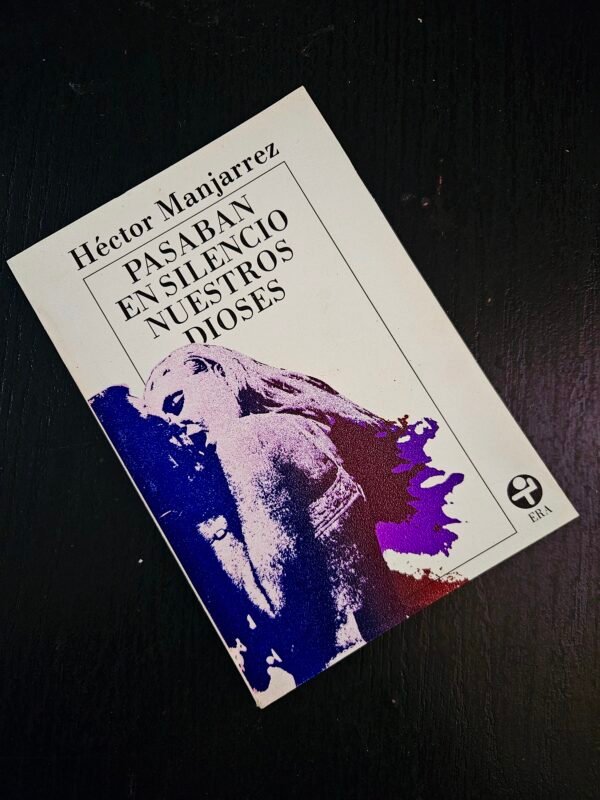 Héctor Manjarrez
PASABAN
EN SILENCIO
NUESTROS
DIOSES
ERA